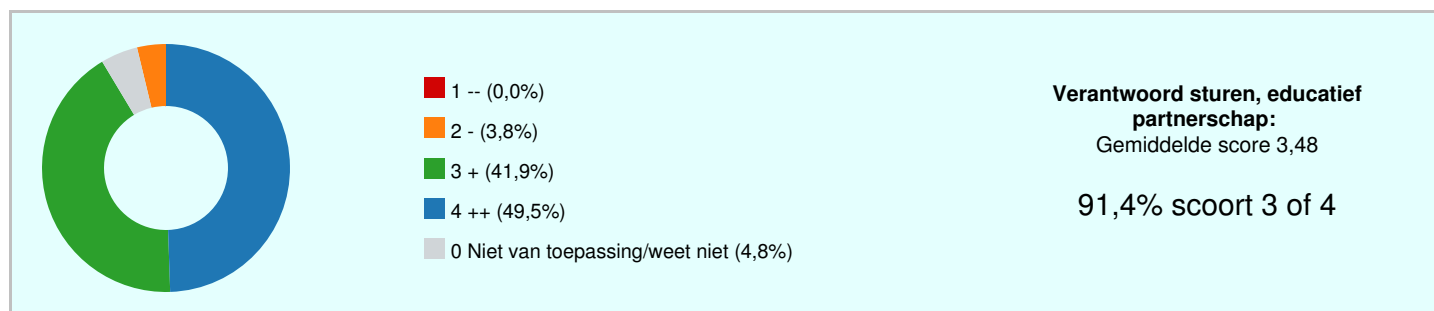 1 -- (0,0%)
2 - (3,8%)
3 + (41,9%)
4 ++ (49,5%)
0 Niet van toepassing/weet niet (4,8%)
Verantwoord sturen, educatief
partnerschap:
Gemiddelde score 3,48
91,4% scoort 3 of 4